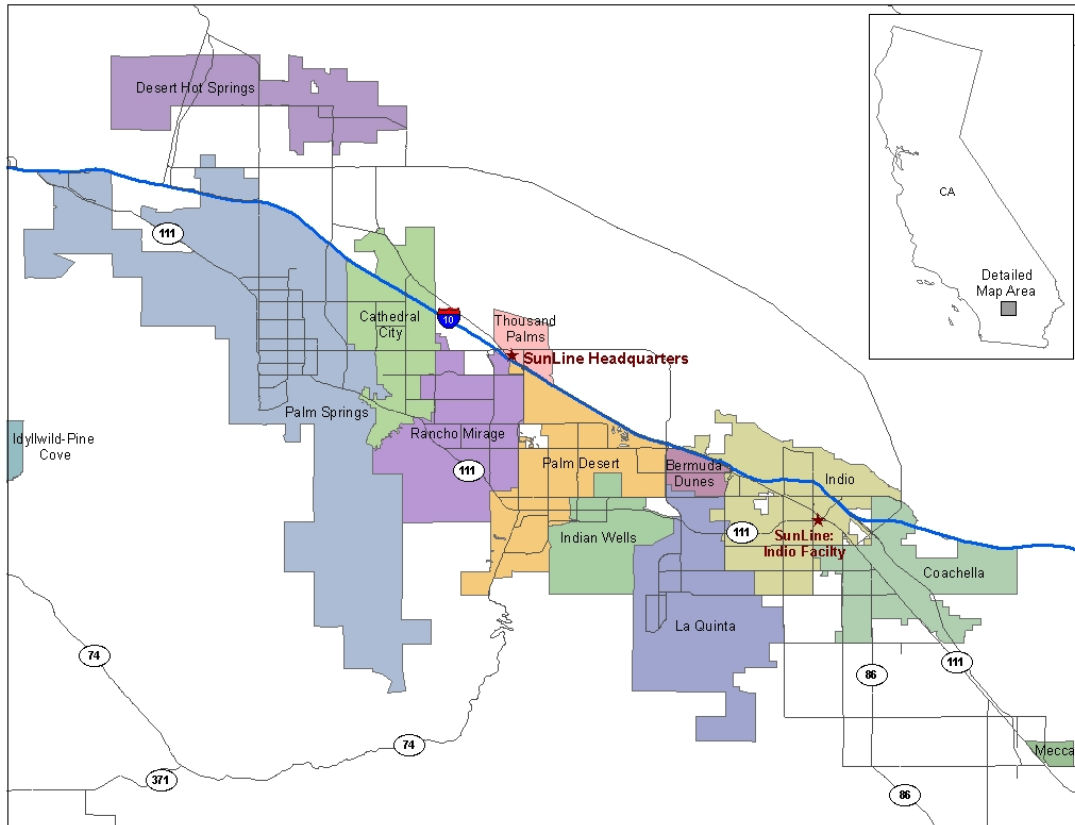 Desert Hot Springs
CA
111
Detailed
Map Area
10
Cathedral
City
Thousand
Palms
SunLine Headquarters
Palm Springs
Idyllwild-Pine
Cove
Rancho Mirage
111
Palm Desert
Bermuda
Dunes
Indio
111
Indian Wells
SunLine:
Indio Facilty
Coachella
La Quinta
74
111
86
74
Mecca
371
86